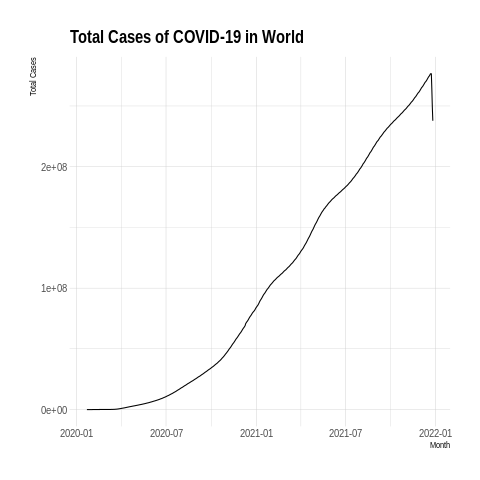 Total Cases of COVID-19 in World
Total Cases
2e+08
1e+08
0e+00
2020-01 2020-07 2021-01 2021-07 2022-01
Month